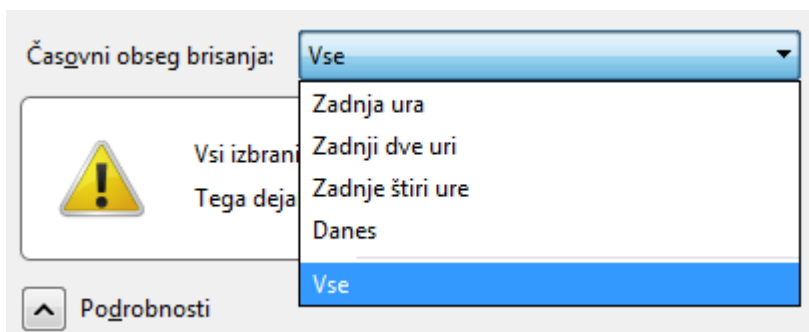 Časovni obseg brisanja: Vse
Zadnja ura
Vsi izbrani Zadnji dve uri
Tega deja Zadnje štiri ure
Danes
Vse
Podrobnosti